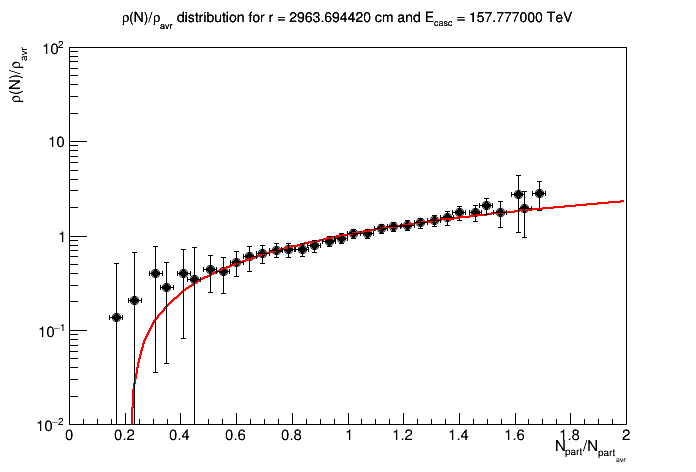 ρ(N)/ρavr distribution for r = 2963.694420 cm and Ecasc = 157.777000 TeV
ρ(N)/ρavr
10²
10
1
10⁻¹
10⁻²
0 0.2 0.4 0.6 0.8 1 1.2 1.4 1.6 1.8 2
Npart/Npartavr